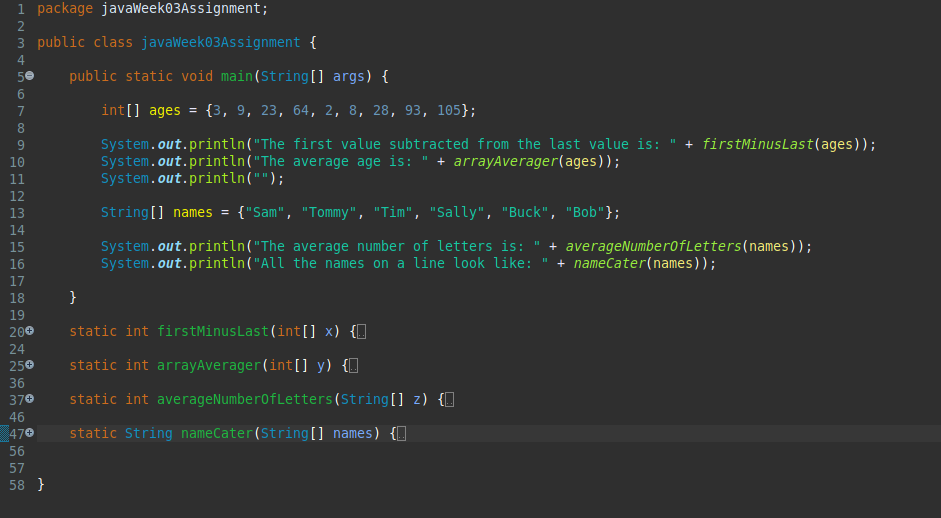 1 package javaWeek03Assignment;
2
3 public class javaWeek03Assignment {
4
5 public static void main(String[] args) {
6
7 int[] ages = {3, 9, 23, 64, 2, 8, 28, 93, 105};
8
9 System.out.println("The first value subtracted from the last value is: " + firstMinusLast(ages));
10 System.out.println("The average age is: " + arrayAverager(ages));
11 System.out.println("");
12
13 String[] names = {"Sam", "Tommy", "Tim", "Sally", "Buck", "Bob"};
14
15 System.out.println("The average number of letters is: " + averageNumberOfLetters(names));
16 System.out.println("All the names on a line look like: " + nameCater(names));
17
18 }
19
20 static int firstMinusLast(int[] x) {
24
25 static int arrayAverager(int[] y) {
36
37 static int averageNumberOfLetters(String[] z) {
46
47 static String nameCater(String[] names) {
56
57
58 }